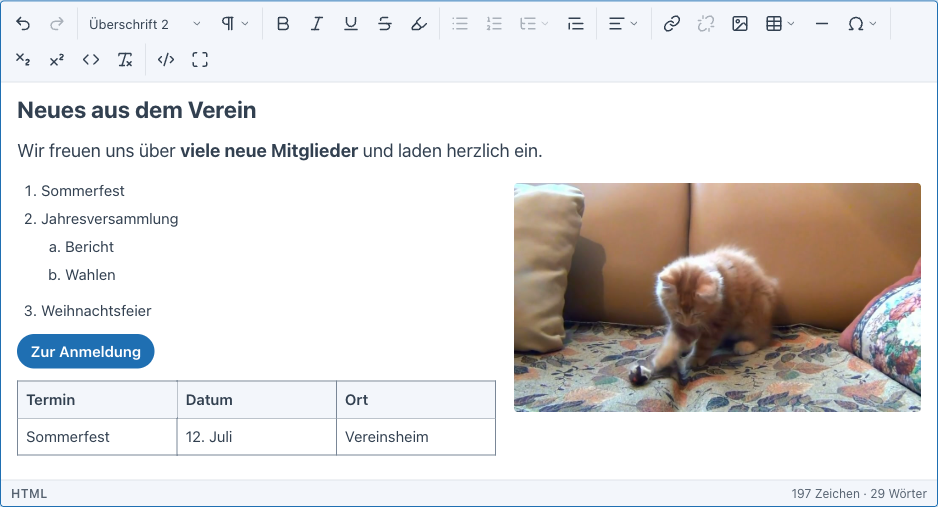 Überschrift 2
Neues aus dem Verein
Wir freuen uns über viele neue Mitglieder und laden herzlich ein.
1. Sommerfest
2. Jahresversammlung
a. Bericht
b. Wahlen
3. Weihnachtsfeier
Zur Anmeldung
Termin Datum Ort
Sommerfest 12. Juli Vereinsheim
HTML 197 Zeichen · 29 Wörter